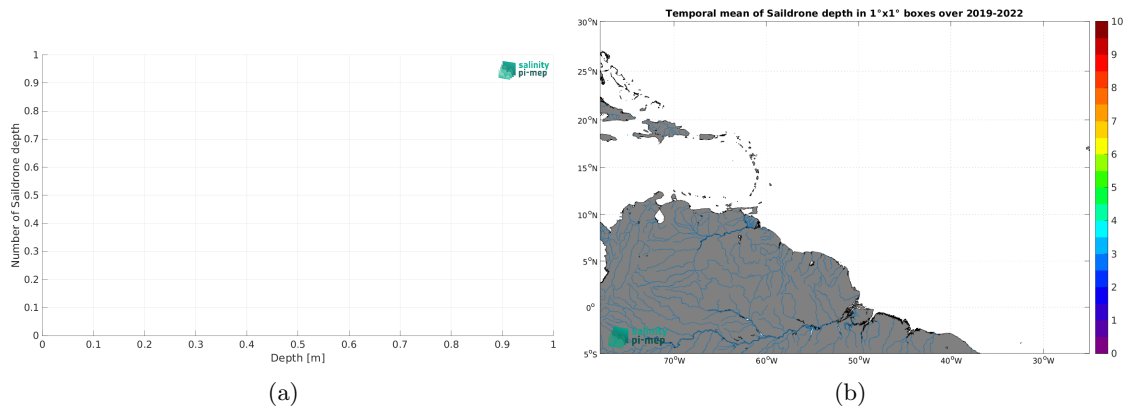 Number of Saildrone depth
1
0.9
0.8
0.7
0.6
0.5
0.4
0.3
0.2
0.1
0
0 0.1 0.2 0.3 0.4 0.5 0.6 0.7 0.8 0.9 1
Depth [m]
salinity
pi-mep
(a)
Temporal mean of Saildrone depth in 1°x1° boxes over 2019-2022
30°N
25°N
20°N
15°N
10°N
5°N
0°
5°S
70°W 60°W 50°W 40°W 30°W
salinity
pi-mep
10
9
8
7
6
5
4
3
2
1
0
(b)